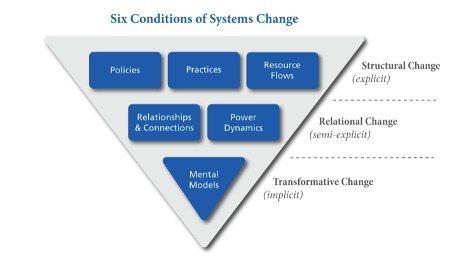 Six Conditions of Systems Change
Policies
Practices
Resource
Flows
Structural Change
(explicit)
Relationships
& Connections
Power
Dynamics
Relational Change
(semi-explicit)
Mental
Models
Transformative Change
(implicit)